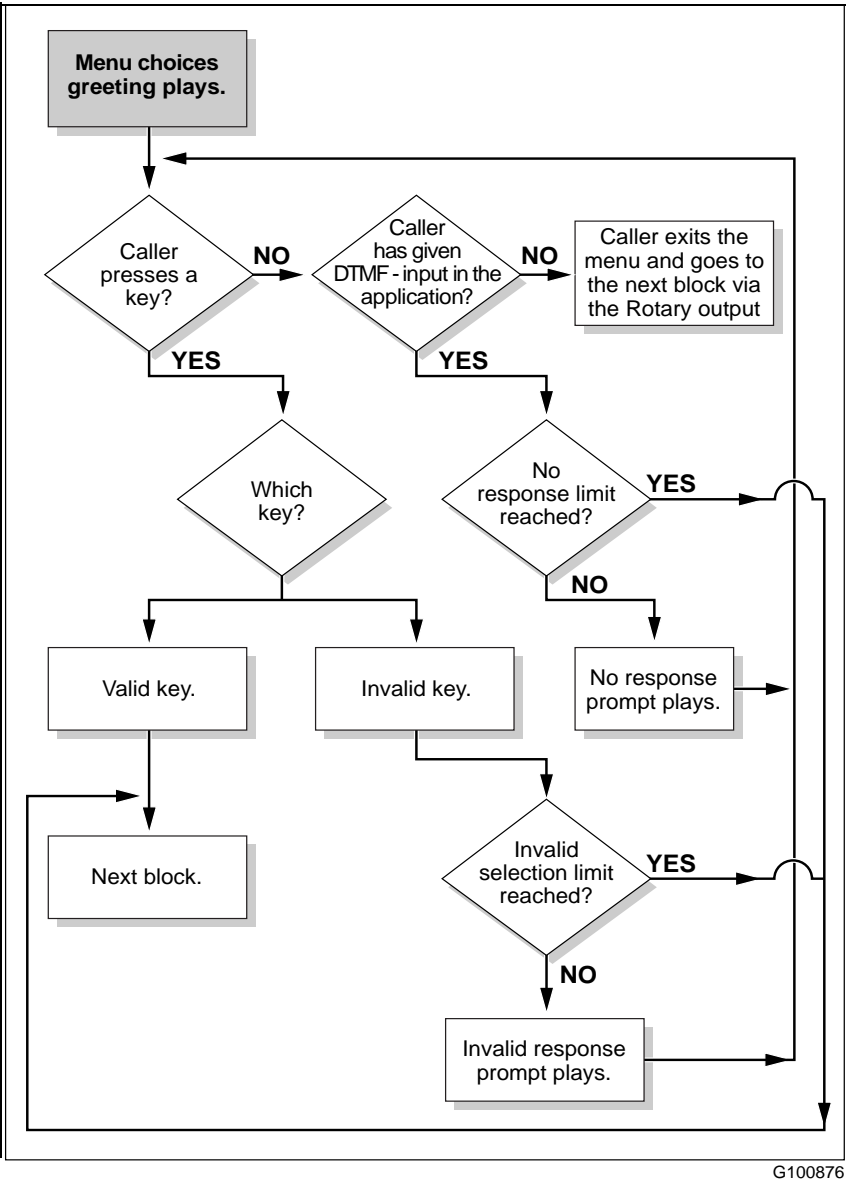 Menu choices
greeting plays.
Caller
presses a
key?
NO
Caller
has given
DTMF - input in the
application?
NO
Caller exits the
menu and goes to
the next block via
the Rotary output
YES
YES
Which
key?
No
response limit
reached?
YES
NO
Valid key.
Invalid key.
No response
prompt plays.
Next block.
Invalid
selection limit
reached?
YES
NO
Invalid response
prompt plays.
G100876